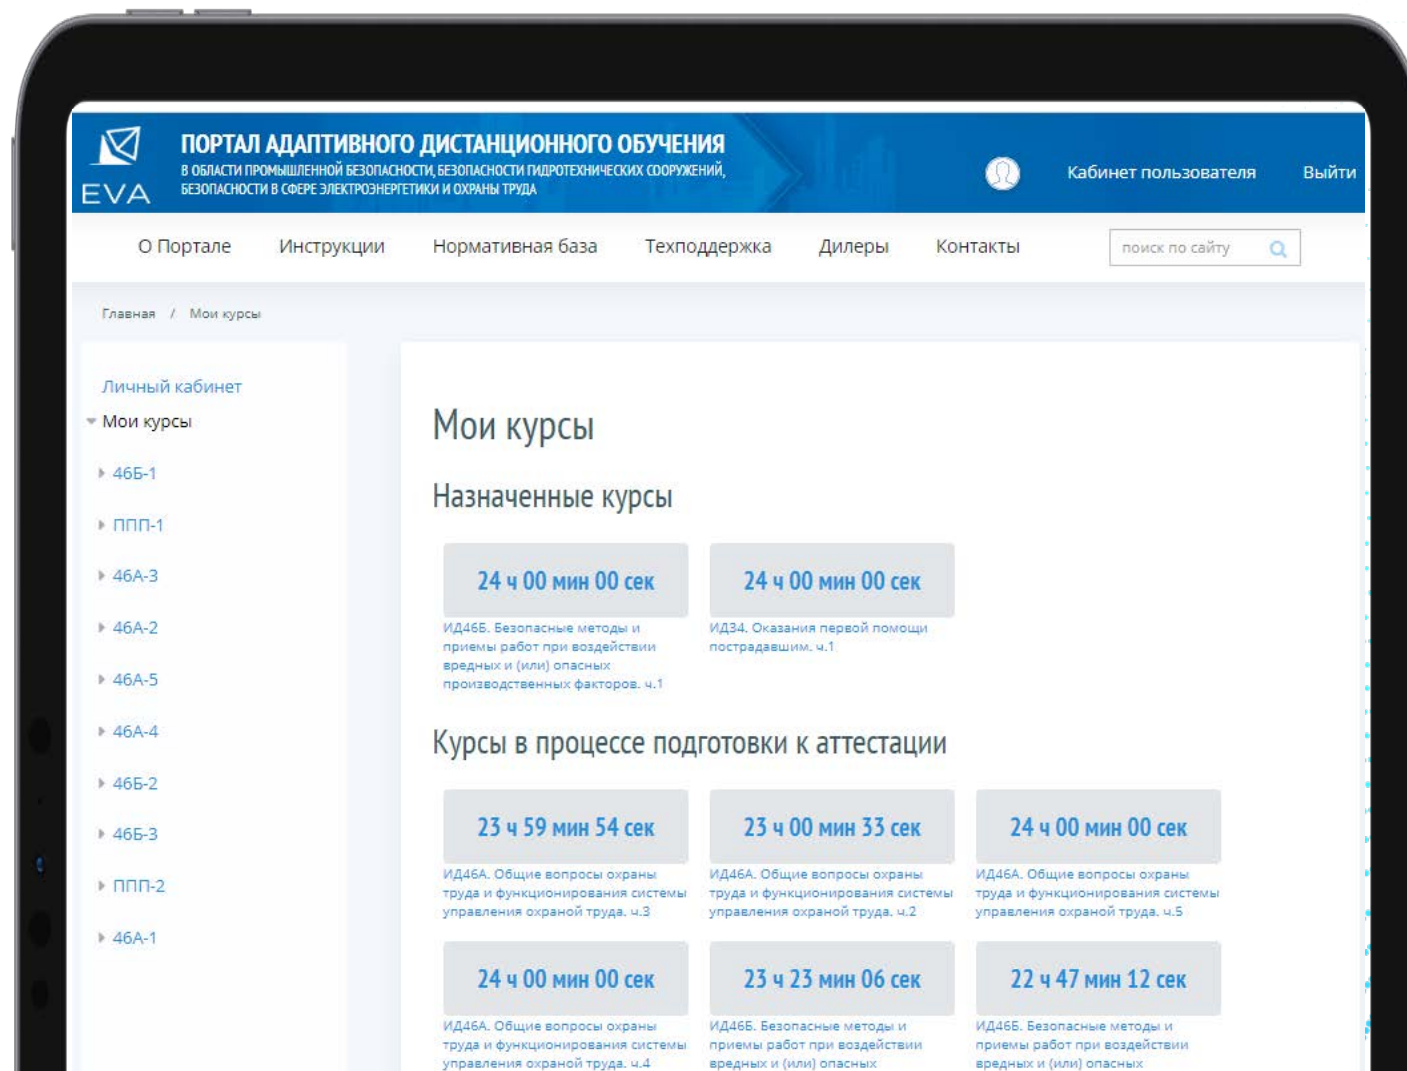 EVA
ПОРТАЛ АДАПТИВНОГО ДИСТАНЦИОННОГО ОБУЧЕНИЯ
В ОБЛАСТИ ПРОМЫШЛЕННОЙ БЕЗОПАСНОСТИ, БЕЗОПАСНОСТИ ГИДРОТЕХНИЧЕСКИХ СООРУЖЕНИЙ,
БЕЗОПАСНОСТИ В СФЕРЕ ЭЛЕКТРОЭНЕРГЕТИКИ И ОХРАНЫ ТРУДА
Кабинет пользователя Выйти
О Портале Инструкции Нормативная база Техподдержка Дилеры Контакты поиск по сайту
Главная / Мои курсы
Личный кабинет
Мои курсы
46Б-1
ППП-1
46А-3
46А-2
46А-5
46А-4
46Б-2
46Б-3
ППП-2
46А-1
Мои курсы
Назначенные курсы
24 ч 00 мин 00 сек
ИД46Б. Безопасные методы и
приемы работ при воздействии
вредных и (или) опасных
производственных факторов. ч.1
24 ч 00 мин 00 сек
ИД34. Оказания первой помощи
пострадавшим. ч.1
Курсы в процессе подготовки к аттестации
23 ч 59 мин 54 сек
ИД46А. Общие вопросы охраны
труда и функционирования системы
управления охраной труда. ч.3
23 ч 00 мин 33 сек
ИД46А. Общие вопросы охраны
труда и функционирования системы
управления охраной труда. ч.2
24 ч 00 мин 00 сек
ИД46А. Общие вопросы охраны
труда и функционирования системы
управления охраной труда. ч.5
24 ч 00 мин 00 сек
ИД46А. Общие вопросы охраны
труда и функционирования системы
управления охраной труда. ч.4
23 ч 23 мин 06 сек
ИД46Б. Безопасные методы и
приемы работ при воздействии
вредных и (или) опасных
22 ч 47 мин 12 сек
ИД46Б. Безопасные методы и
приемы работ при воздействии
вредных и (или) опасных